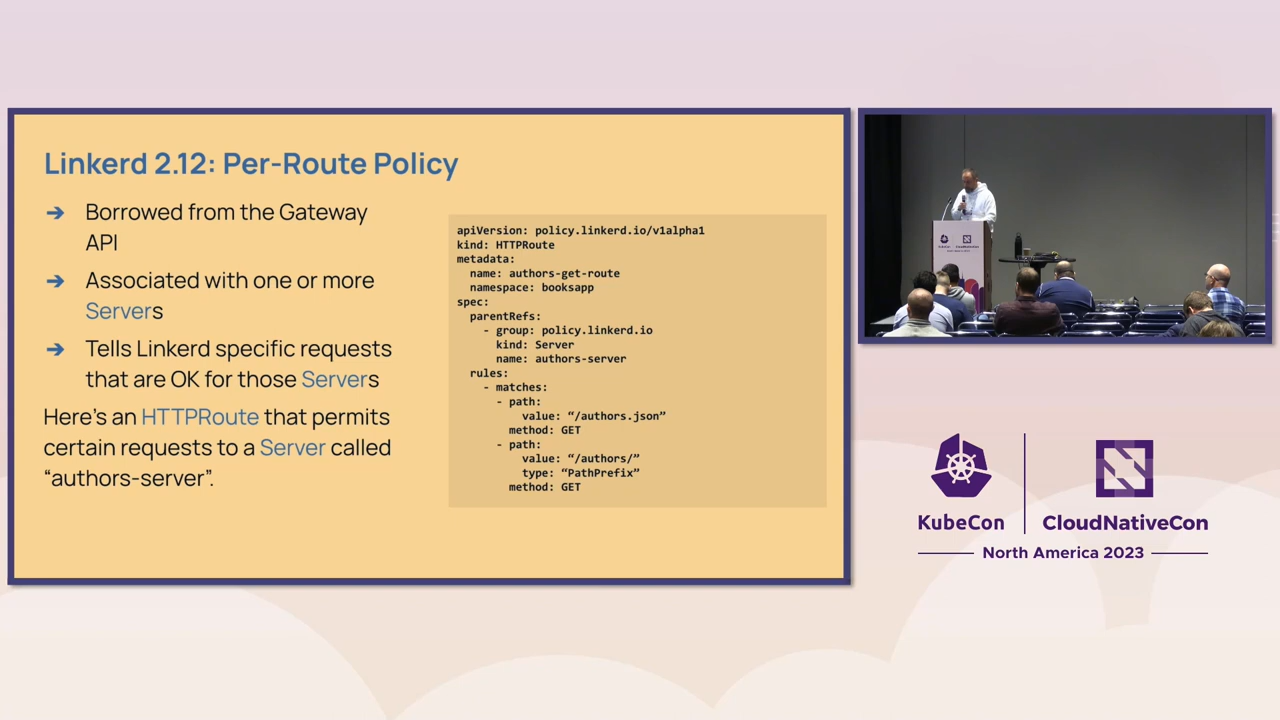 Linkerd 2.12: Per-Route Policy
➔ Borrowed from the Gateway
API
➔ Associated with one or more
Servers
➔ Tells Linkerd specific requests
that are OK for those Servers
Here's an HTTPRoute that permits
certain requests to a Server called
“authors-server”.
apiVersion: policy.linkerd.io/v1alpha1
kind: HTTPRoute
metadata:
  name: authors-get-route
  namespace: booksapp
spec:
  parentRefs:
    - group: policy.linkerd.io
      kind: Server
      name: authors-server
  rules:
    - matches:
      - path:
          value: “/authors.json”
        method: GET
      - path:
          value: “/authors/”
          type: “PathPrefix”
        method: GET
KubeCon
CloudNativeCon
North America 2023